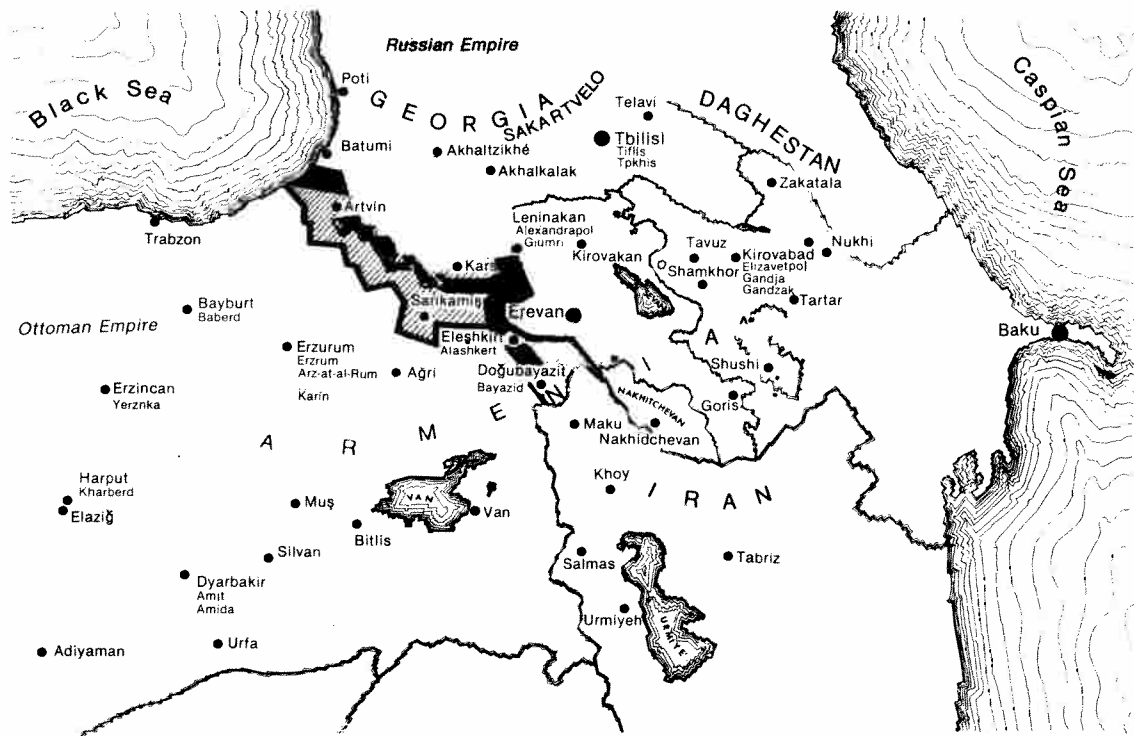 Russian Empire
Black Sea
Caspian Sea
Poti
GEORGIA
SAKARTVELO
Telavi
DAGHESTAN
Tbilisi
Tiflis
Tpkhis
Batumi
Akhaltzikhé
Akhalkalak
Zakatala
Artvin
Trabzon
Leninakan
Alexandrapol
Giumri
Kirovakan
Tavuz
Shamkhor
Kirovabad
Elizavetpol
Gandja
Gandzak
Nukhi
Kars
Sarikamiş
Tartar
Bayburt
Baberd
Ottoman Empire
Erevan
Baku
Erzurum
Erzrum
Arz-at-al-Rum
Karin
Eleşhkirt
Alashkert
Ağri
Doğubayazit
Bayazid
Shushi
Erzincan
Yerznka
NAKHITCHEVAN
Goris
Maku
Nakhidchevan
ARMENIA
Khoy
IRAN
Harput
Kharberd
Elaziğ
Muş
VAN
Van
Bitlis
Silvan
Salmas
Tabriz
Dyarbakir
Amit
Amida
Urmiyeh
URMIYE
Adiyaman
Urfa